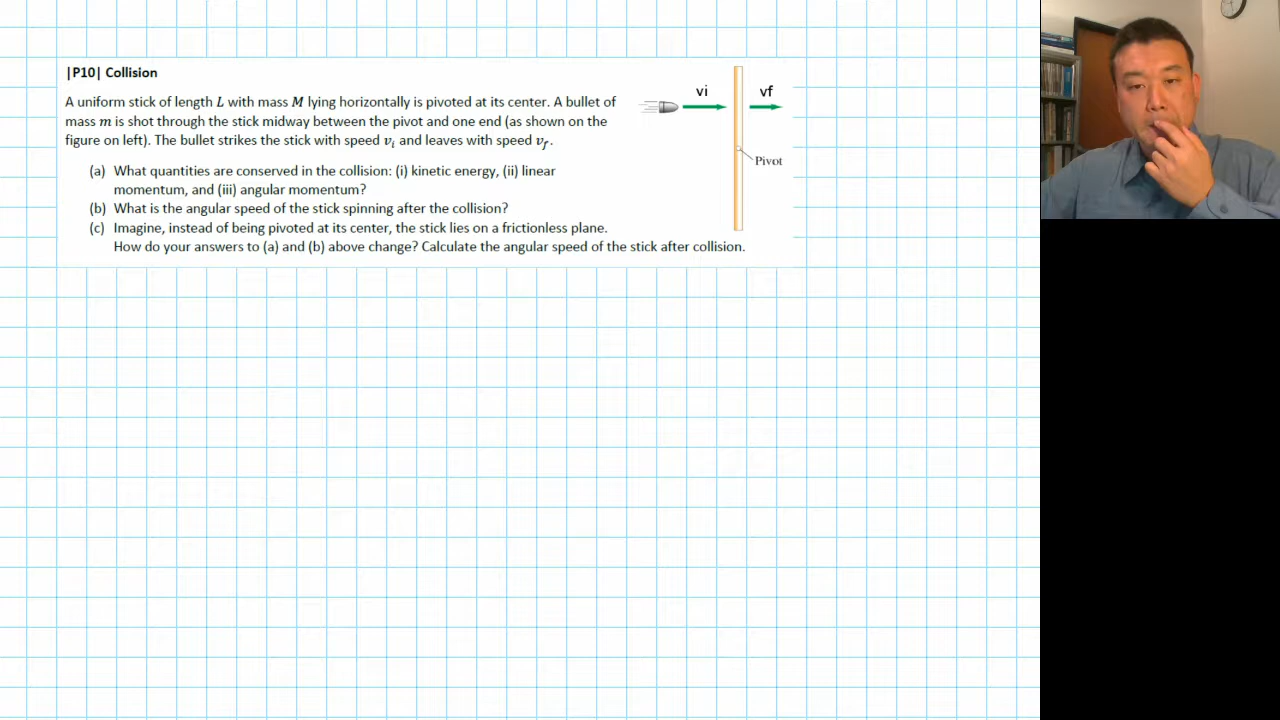 |P10| Collision
A uniform stick of length L with mass M lying horizontally is pivoted at its center. A bullet of
mass m is shot through the stick midway between the pivot and one end (as shown on the
figure on left). The bullet strikes the stick with speed vi and leaves with speed vf.
(a) What quantities are conserved in the collision: (i) kinetic energy, (ii) linear
momentum, and (iii) angular momentum?
(b) What is the angular speed of the stick spinning after the collision?
(c) Imagine, instead of being pivoted at its center, the stick lies on a frictionless plane.
How do your answers to (a) and (b) above change? Calculate the angular speed of the stick after collision.
vi vf
Pivot